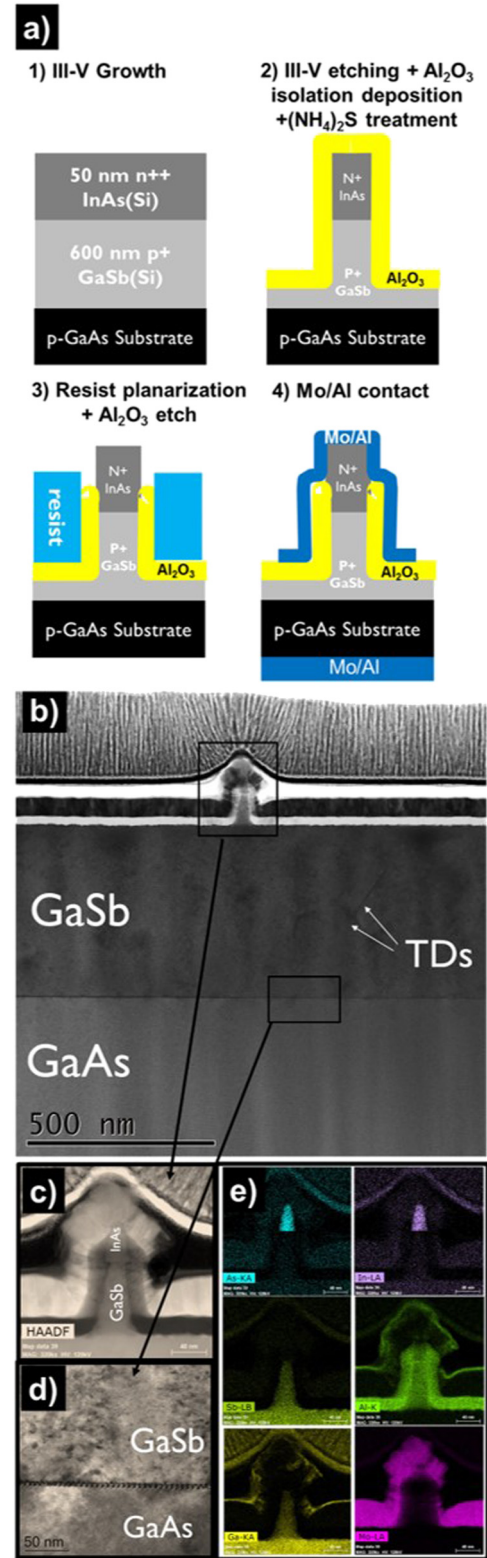 a)
1) III-V Growth
2) III-V etching + Al₂O₃
isolation deposition
+(NH₄)₂S treatment
50 nm n++
InAs(Si)
600 nm p+
GaSb(Si)
p-GaAs Substrate
N+
InAs
P+
GaSb
Al₂O₃
p-GaAs Substrate
3) Resist planarization
+ Al₂O₃ etch
4) Mo/Al contact
resist
N+
InAs
P+
GaSb
Al₂O₃
p-GaAs Substrate
Mo/Al
N+
InAs
P+
GaSb
Al₂O₃
p-GaAs Substrate
Mo/Al
b)
GaSb
TDs
GaAs
500 nm
c)
InAs
GaSb
HAADF
40 nm
d)
GaSb
GaAs
50 nm
e)
As-KA
In-LA
Sb-LB
Al-K
Ga-KA
Mo-LA